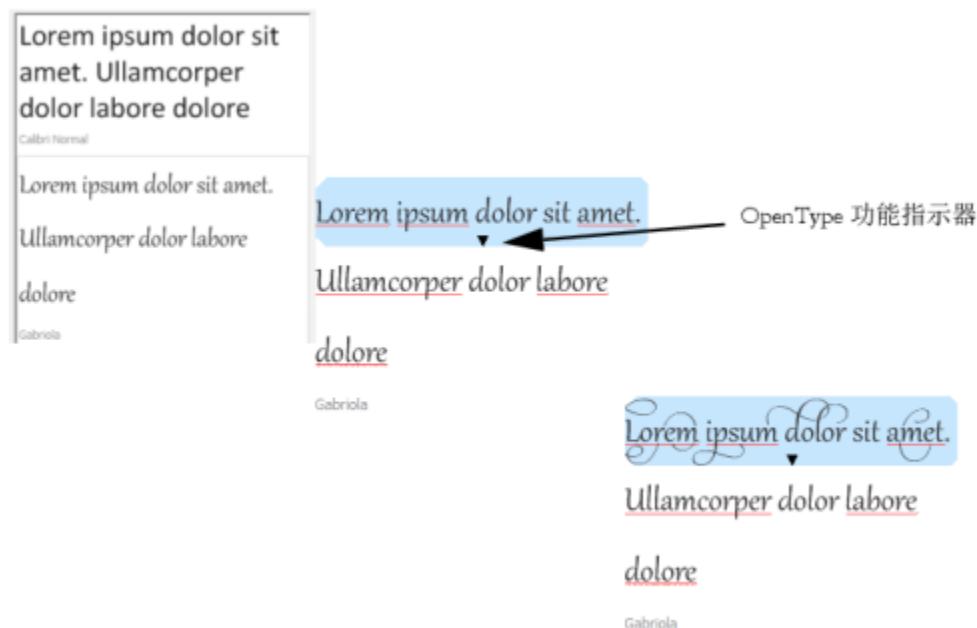 Lorem ipsum dolor sit
amet. Ullamcorper
dolor labore dolore
Calibri Normal
Lorem ipsum dolor sit amet.
Ullamcorper dolor labore
dolore
Gabriola
Lorem ipsum dolor sit amet.
Ullamcorper dolor labore
dolore
Gabriola
OpenType 功能指示器
Lorem ipsum dolor sit amet.
Ullamcorper dolor labore
dolore
Gabriola